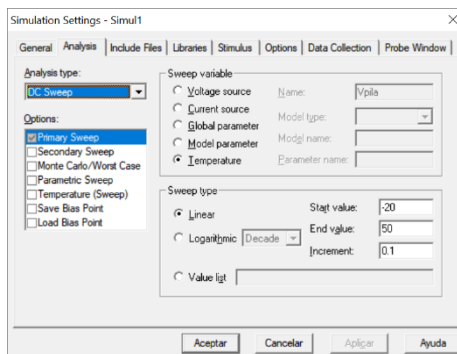 Simulation Settings - Simul1
General Analysis Include Files Libraries Stimulus Options Data Collection Probe Window
Analysis type:
DC Sweep
Options:
Primary Sweep
Secondary Sweep
Monte Carlo/Worst Case
Parametric Sweep
Temperature (Sweep)
Save Bias Point
Load Bias Point
Sweep variable
Voltage source
Current source
Global parameter
Model parameter
Temperature
Name: Vpila
Model type:
Model name:
Parameter name:
Sweep type
Linear
Logarithmic Decade
Value list
Start value: -20
End value: 50
Increment: 0.1
Aceptar Cancelar Apligar Ayuda